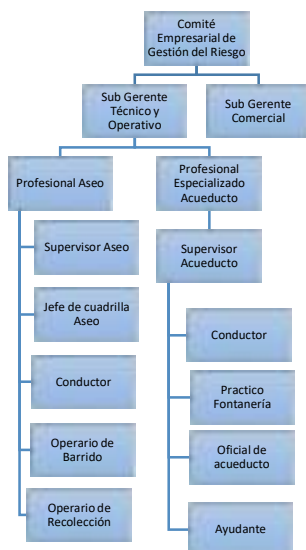 Comité
Empresarial de
Gestión del Riesgo
Sub Gerente
Técnico y
Operativo
Sub Gerente
Comercial
Profesional Aseo
Profesional
Especializado
Acueducto
Supervisor Aseo
Supervisor
Acueducto
Jefe de cuadrilla
Aseo
Conductor
Conductor
Practico
Fontanería
Operario de
Barrido
Oficial de
acueducto
Operario de
Recolección
Ayudante